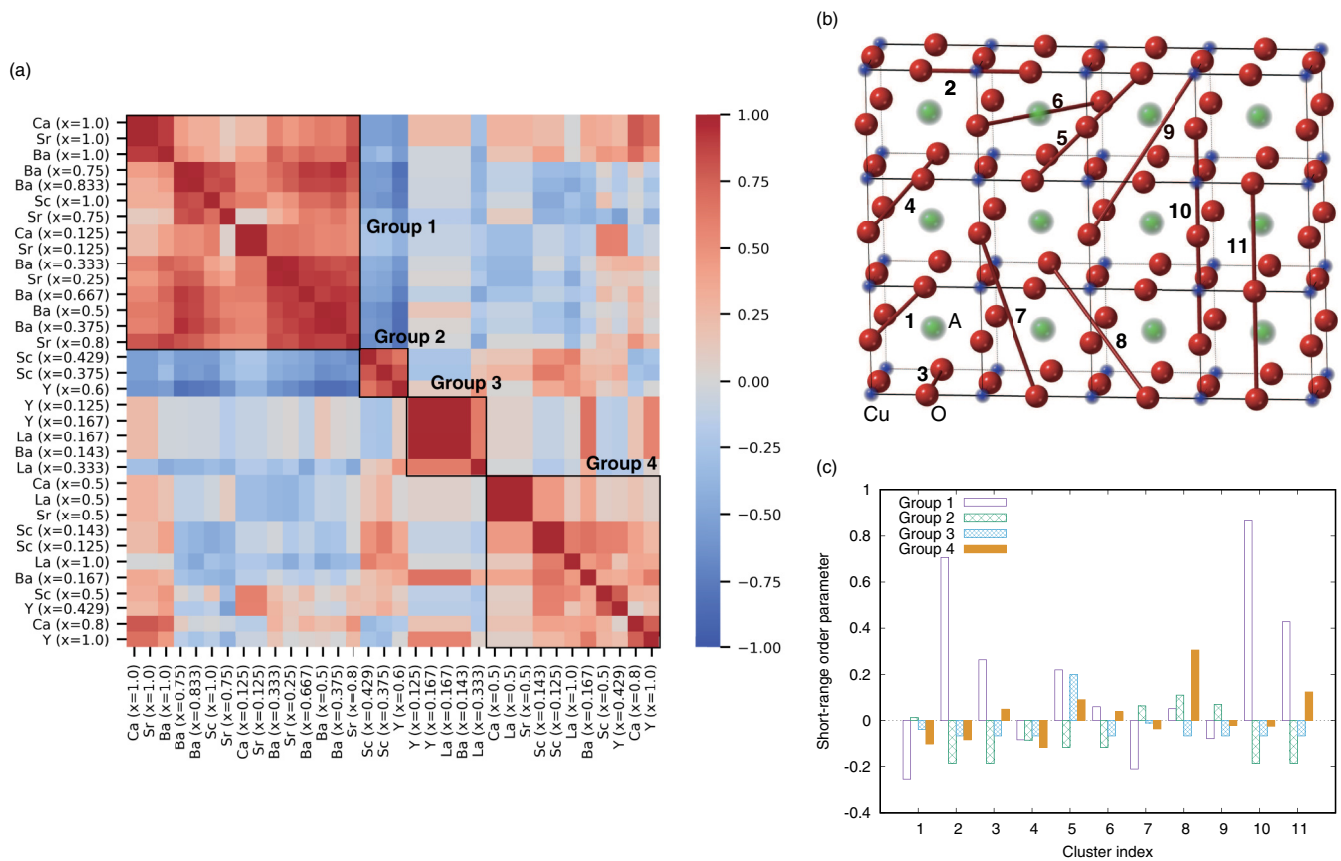 (a)
Ca (x=1.0)
Sr (x=1.0)
Ba (x=1.0)
Ba (x=0.75)
Ba (x=0.833)
Sc (x=1.0)
Sr (x=0.75)
Ca (x=0.125)
Sr (x=0.125)
Ba (x=0.333)
Sr (x=0.25)
Ba (x=0.667)
Ba (x=0.5)
Ba (x=0.375)
Sr (x=0.8)
Sc (x=0.429)
Sc (x=0.375)
Y (x=0.6)
Y (x=0.125)
Y (x=0.167)
La (x=0.167)
Ba (x=0.143)
La (x=0.333)
Ca (x=0.5)
La (x=0.5)
Sr (x=0.5)
Sc (x=0.143)
Sc (x=0.125)
La (x=1.0)
Ba (x=0.167)
Sc (x=0.5)
Y (x=0.429)
Ca (x=0.8)
Y (x=1.0)
Group 1
Group 2
Group 3
Group 4
Ca (x=1.0)
Sr (x=1.0)
Ba (x=1.0)
Ba (x=0.75)
Ba (x=0.833)
Sc (x=1.0)
Sr (x=0.75)
Ca (x=0.125)
Sr (x=0.125)
Ba (x=0.333)
Sr (x=0.25)
Ba (x=0.667)
Ba (x=0.5)
Ba (x=0.375)
Sr (x=0.8)
Sc (x=0.429)
Sc (x=0.375)
Y (x=0.6)
Y (x=0.125)
Y (x=0.167)
La (x=0.167)
Ba (x=0.143)
La (x=0.333)
Ca (x=0.5)
La (x=0.5)
Sr (x=0.5)
Sc (x=0.143)
Sc (x=0.125)
La (x=1.0)
Ba (x=0.167)
Sc (x=0.5)
Y (x=0.429)
Ca (x=0.8)
Y (x=1.0)
1.00
0.75
0.50
0.25
0.00
−0.25
−0.50
−0.75
−1.00
(b)
2
6
5
9
4
10
11
1
A
7
8
3
Cu
O
(c)
1
0.8
0.6
0.4
0.2
0
-0.2
-0.4
Short-range order parameter
Group 1
Group 2
Group 3
Group 4
1 2 3 4 5 6 7 8 9 10 11
Cluster index